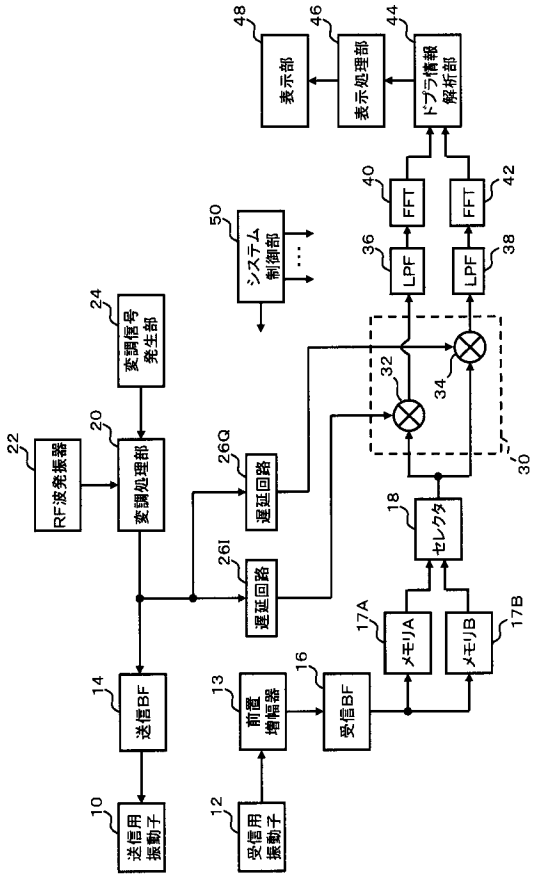 10
送信用
振動子
14
送信BF
22
RF波発振器
20
変調処理部
24
変調信号
発生部
26I
遅延回路
26Q
遅延回路
50
システム
制御部
12
受信用
振動子
13
前置
増幅器
16
受信BF
17A
メモリA
17B
メモリB
18
セレクタ
30
32
34
36
LPF
38
LPF
40
FFT
42
FFT
44
ドプラ情報
解析部
46
表示処理部
48
表示部